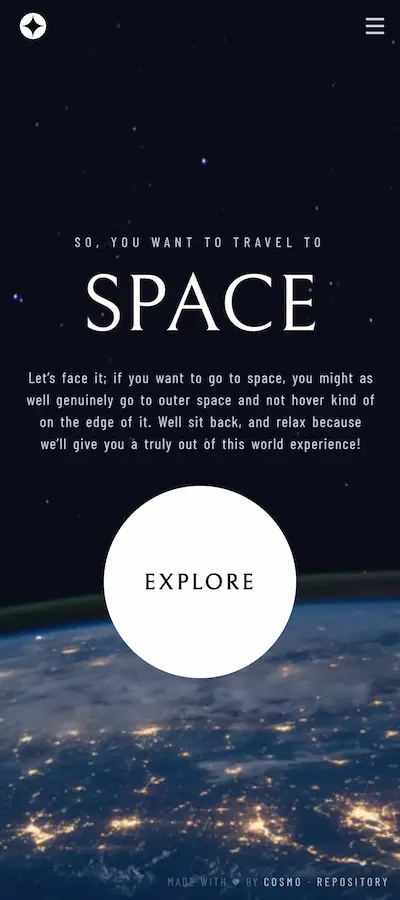 SO, YOU WANT TO TRAVEL TO
SPACE
Let’s face it; if you want to go to space, you might as
well genuinely go to outer space and not hover kind of
on the edge of it. Well sit back, and relax because
we’ll give you a truly out of this world experience!
EXPLORE
MADE WITH ♥ BY COSMO - REPOSITORY